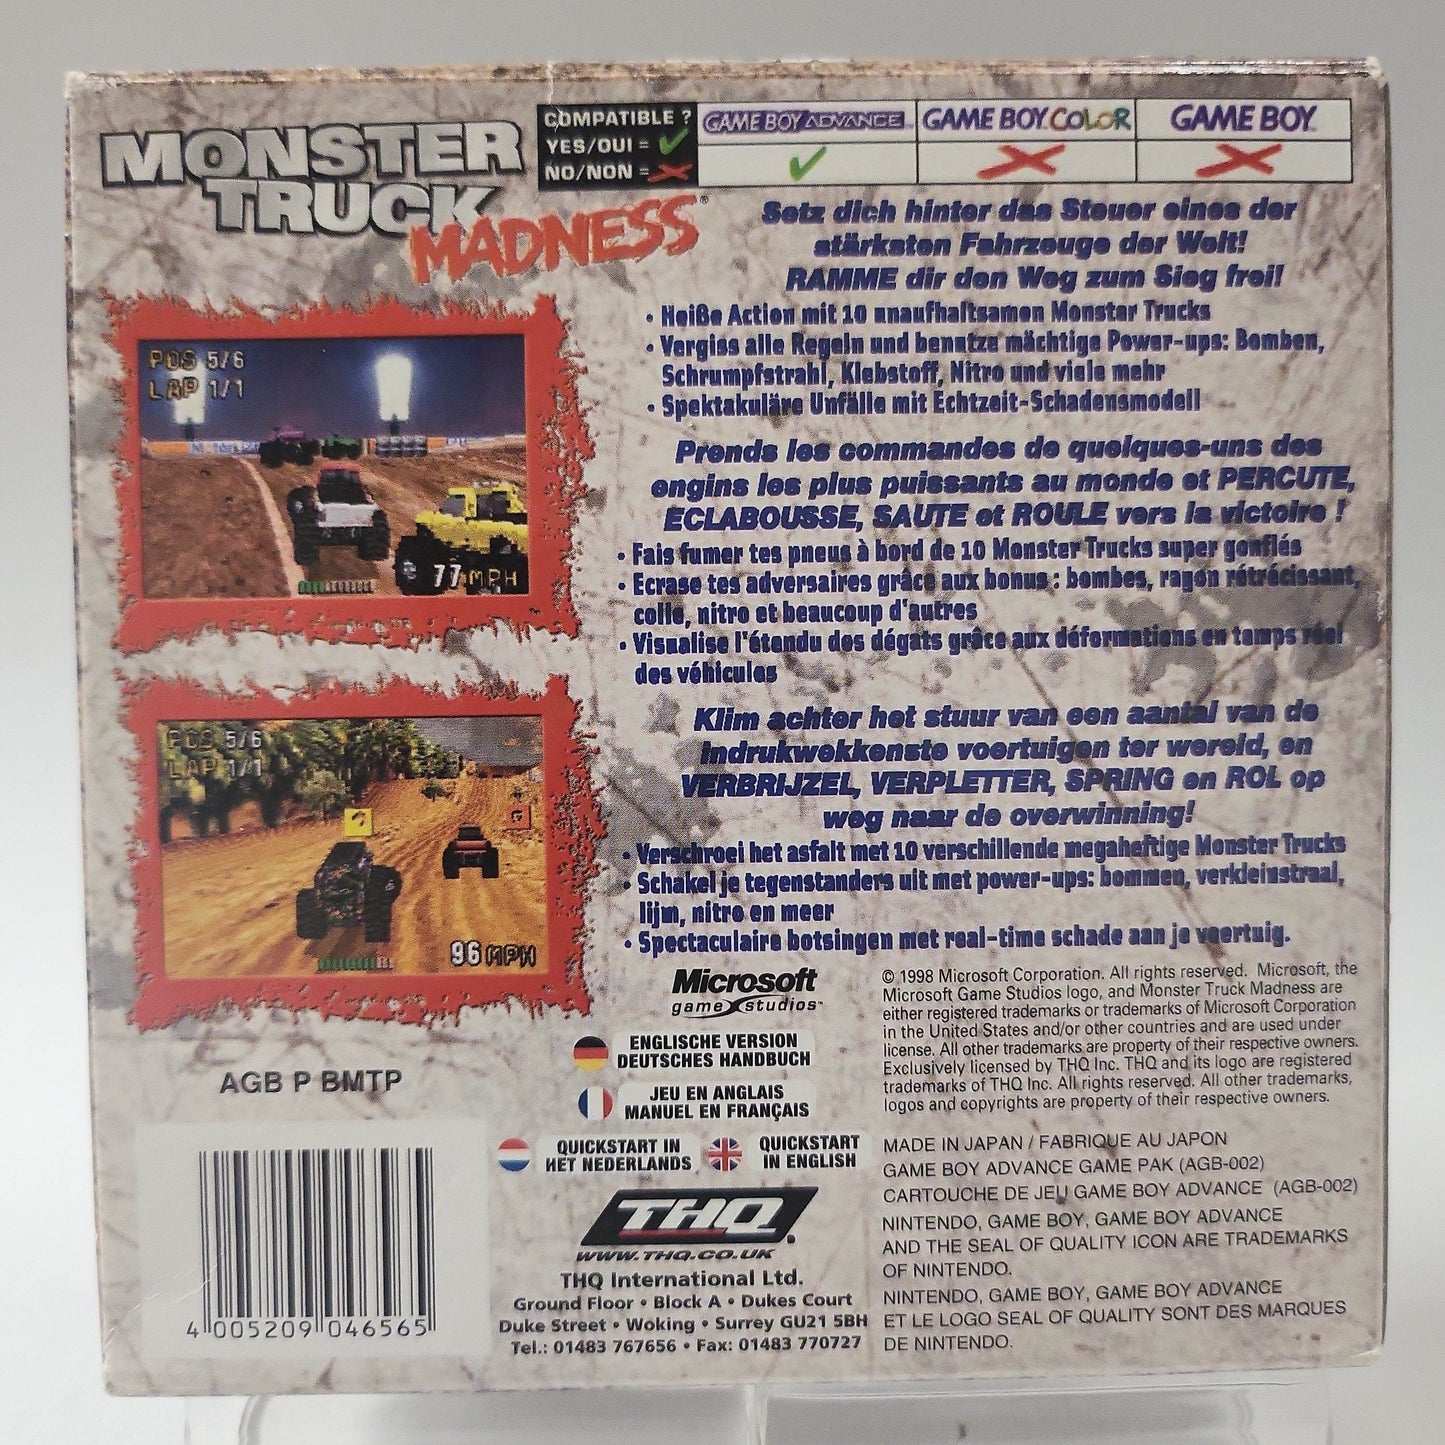 MONSTER
TRUCK
MADNESS®
COMPATIBLE ?
YES/OUI =
NO/NON =
GAME BOY ADVANCE
GAME BOY COLOR
GAME BOY
Setz dich hinter das Steuer eines der
stärksten Fahrzeuge der Welt!
RAMME dir den Weg zum Sieg frei!
• Heiße Action mit 10 unaufhaltsamen Monster Trucks
• Vergiss alle Regeln und benutze mächtige Power-ups: Bomben,
Schrumpfstrahl, Klebstoff, Nitro und viele mehr
• Spektakuläre Unfälle mit Echtzeit-Schadensmodell
Prends les commandes de quelques-uns des
engins les plus puissants au monde et PERCUTE,
ECLABOUSSE, SAUTE et ROULE vers la victoire !
• Fais fumer tes pneus à bord de 10 Monster Trucks super gonflés
• Ecrase tes adversaires grâce aux bonus : bombes, rayon rétrécissant,
colle, nitro et beaucoup d'autres
• Visualise l'étendu des dégats grâce aux déformations en temps réel
des véhicules
Klim achter het stuur van een aantal van de
indrukwekkenste voertuigen ter wereld, en
VERBRIJZEL, VERPLETTER, SPRING en ROL op
weg naar de overwinning!
• Verschroei het asfalt met 10 verschillende megaheftige Monster Trucks
• Schakel je tegenstanders uit met power-ups: bommen, verkleinstraal,
lijm, nitro en meer
• Spectaculaire botsingen met real-time schade aan je voertuig.
POS 5/6
LAP 1/1
77 MPH
POS 5/6
LAP 1/1
96 MPH
AGB P BMTP
4 005209 046565
Microsoft
game studios™
ENGLISCHE VERSION
DEUTSCHES HANDBUCH
JEU EN ANGLAIS
MANUEL EN FRANÇAIS
QUICKSTART IN
HET NEDERLANDS
QUICKSTART
IN ENGLISH
THQ
WWW.THQ.CO.UK
THQ International Ltd.
Ground Floor • Block A • Dukes Court
Duke Street • Woking • Surrey GU21 5BH
Tel.: 01483 767656 • Fax: 01483 770727
© 1998 Microsoft Corporation. All rights reserved. Microsoft, the
Microsoft Game Studios logo, and Monster Truck Madness are
either registered trademarks or trademarks of Microsoft Corporation
in the United States and/or other countries and are used under
license. All other trademarks are property of their respective owners.
Exclusively licensed by THQ Inc. THQ and its logo are registered
trademarks of THQ Inc. All rights reserved. All other trademarks,
logos and copyrights are property of their respective owners.
MADE IN JAPAN / FABRIQUE AU JAPON
GAME BOY ADVANCE GAME PAK (AGB-002)
CARTOUCHE DE JEU GAME BOY ADVANCE (AGB-002)
NINTENDO, GAME BOY, GAME BOY ADVANCE
AND THE SEAL OF QUALITY ICON ARE TRADEMARKS
OF NINTENDO.
NINTENDO, GAME BOY, GAME BOY ADVANCE
ET LE LOGO SEAL OF QUALITY SONT DES MARQUES
DE NINTENDO.